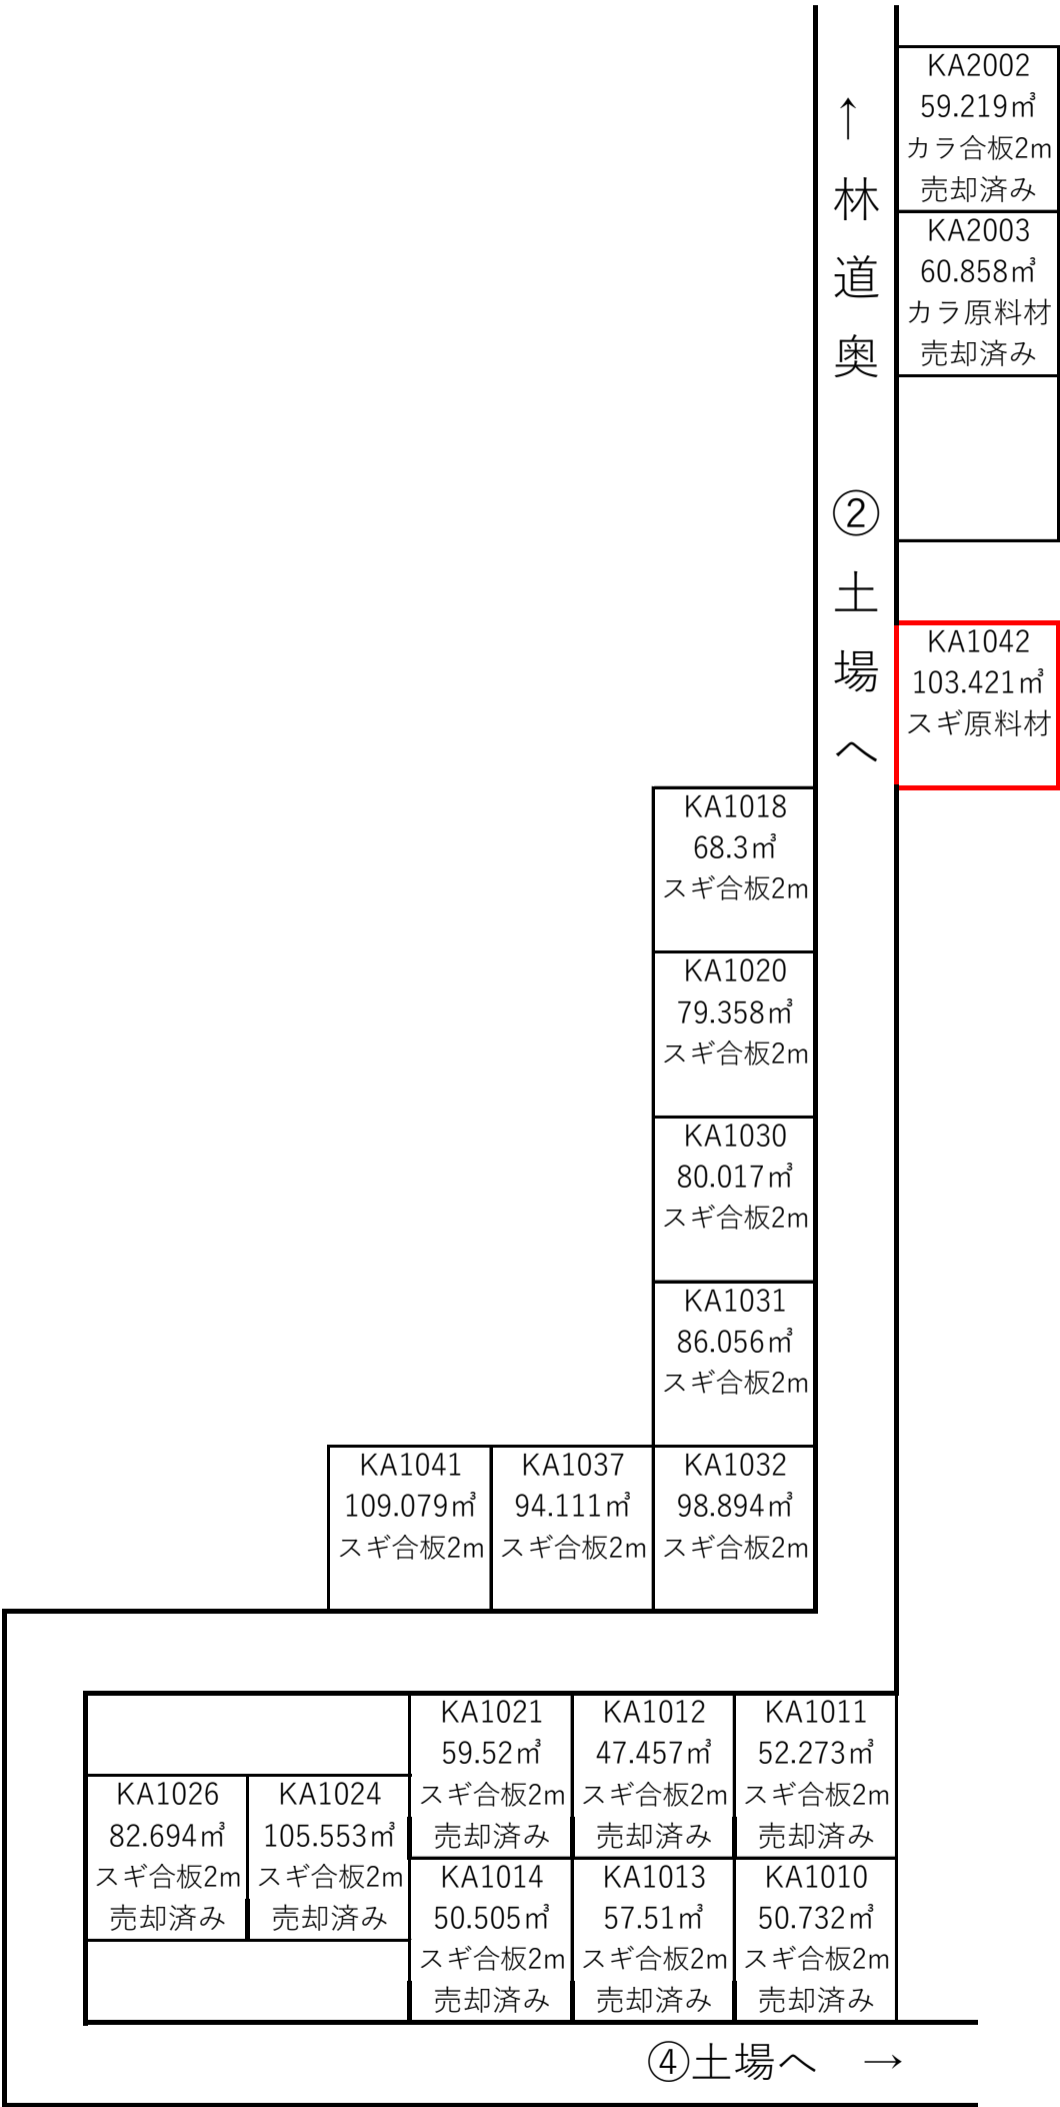 KA2002
59.219㎥
カラ合板2m
売却済み
KA2003
60.858㎥
カラ原料材
売却済み
↑林道奥 ②土場へ
KA1042
103.421㎥
スギ原料材
KA1018
68.3㎥
スギ合板2m
KA1020
79.358㎥
スギ合板2m
KA1030
80.017㎥
スギ合板2m
KA1031
86.056㎥
スギ合板2m
KA1041
109.079㎥
スギ合板2m
KA1037
94.111㎥
スギ合板2m
KA1032
98.894㎥
スギ合板2m
KA1021
59.52㎥
スギ合板2m
売却済み
KA1012
47.457㎥
スギ合板2m
売却済み
KA1011
52.273㎥
スギ合板2m
売却済み
KA1026
82.694㎥
スギ合板2m
売却済み
KA1024
105.553㎥
スギ合板2m
売却済み
KA1014
50.505㎥
スギ合板2m
売却済み
KA1013
57.51㎥
スギ合板2m
売却済み
KA1010
50.732㎥
スギ合板2m
売却済み
④土場へ →